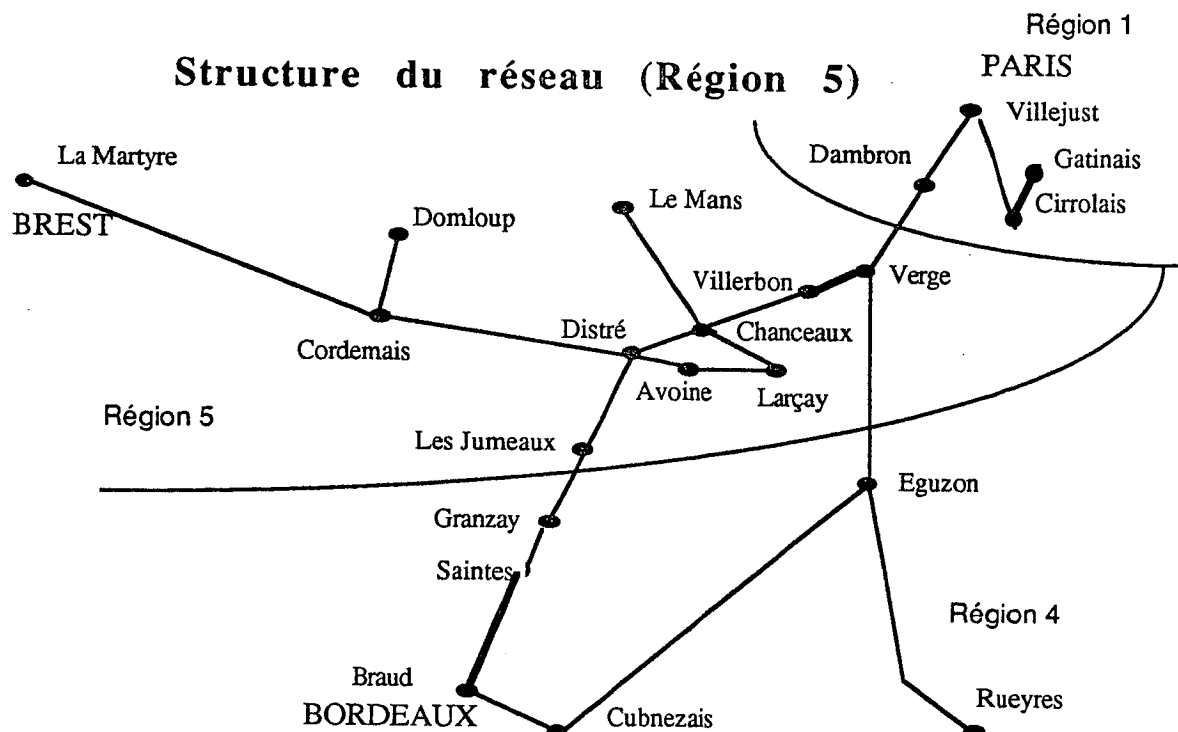 Région 1
Structure du réseau (Région 5)
PARIS
Villejust
La Martyre
Dambron
Gatinais
Le Mans
Cirrolais
BREST
Domloup
Villerbon
Verge
Distré
Chanceaux
Cordemais
Avoine
Larçay
Région 5
Les Jumeaux
Eguzon
Granzay
Saintes
Région 4
Braud
Rueyres
BORDEAUX
Cubnezais